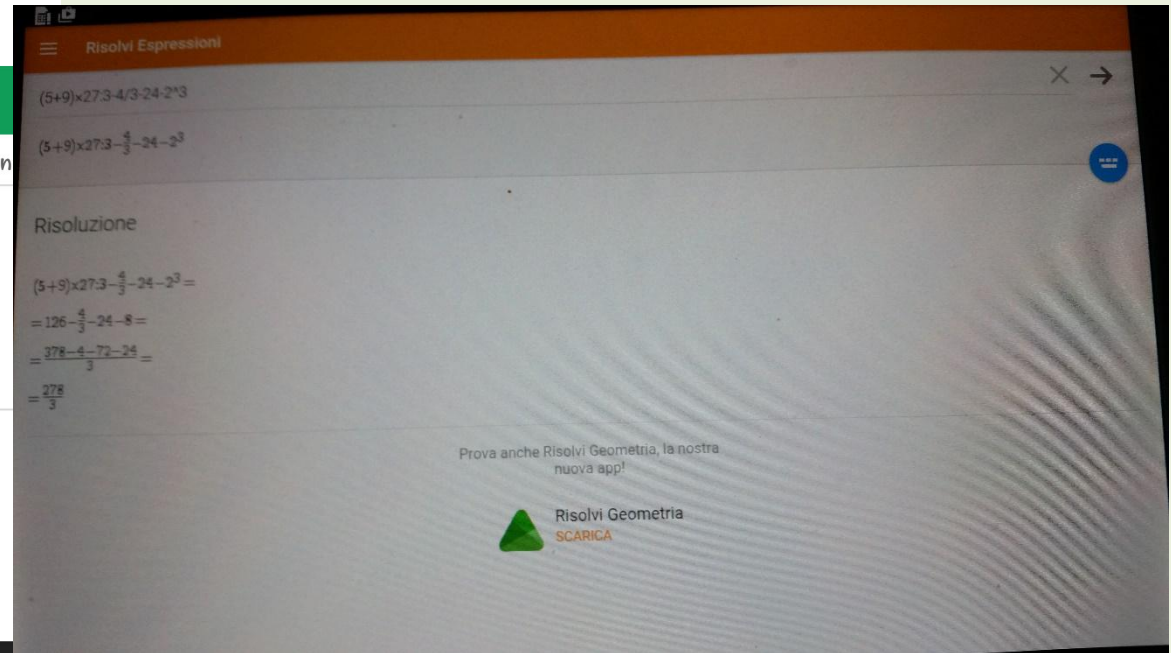 Risolvi Espressioni
(5+9)×27:3-4/3-24-2^3
(5+9)×27:3-4/3-24-2³
Risoluzione
(5+9)×27:3-4/3-24-2³=
=126-4/3-24-8=
=378-4-72-24/3=
=278/3
Prova anche Risolvi Geometria, la nostra
nuova app!
Risolvi Geometria
SCARICA
n